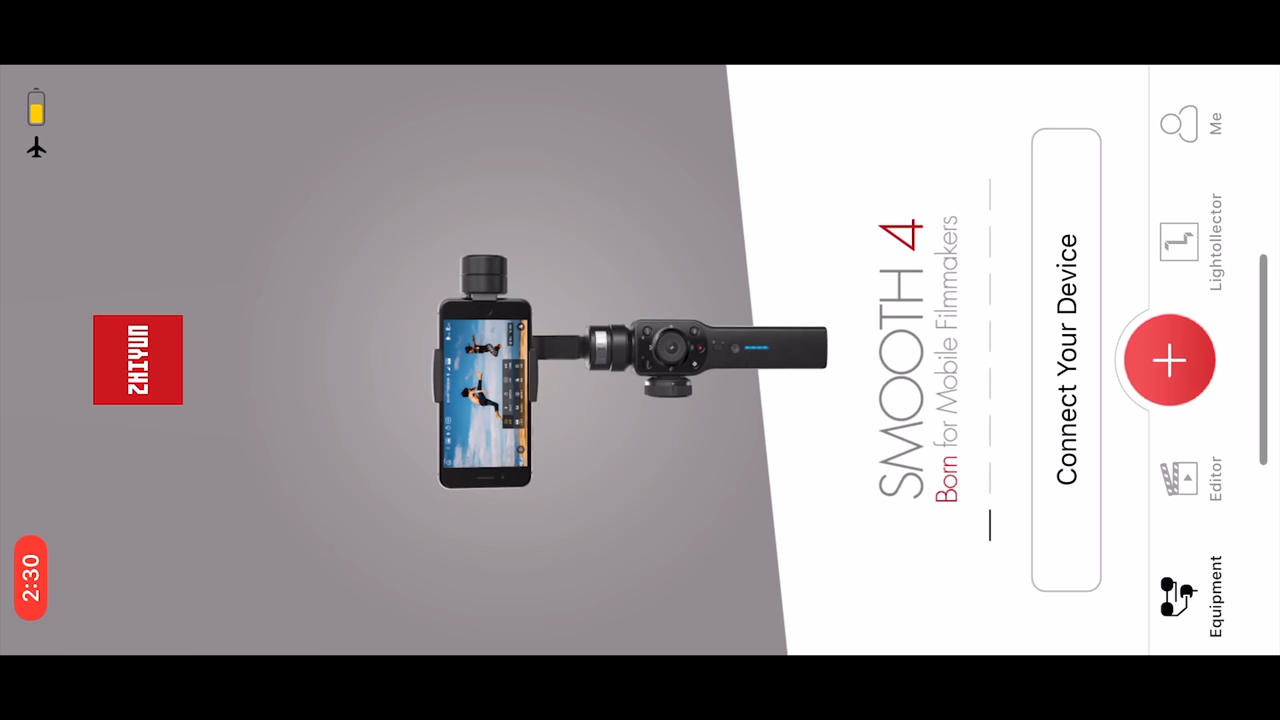 2:30
ZHIYUN
SMOOTH 4
Born for Mobile Filmmakers
Connect Your Device
Equipment
Editor
Lightollector
Me